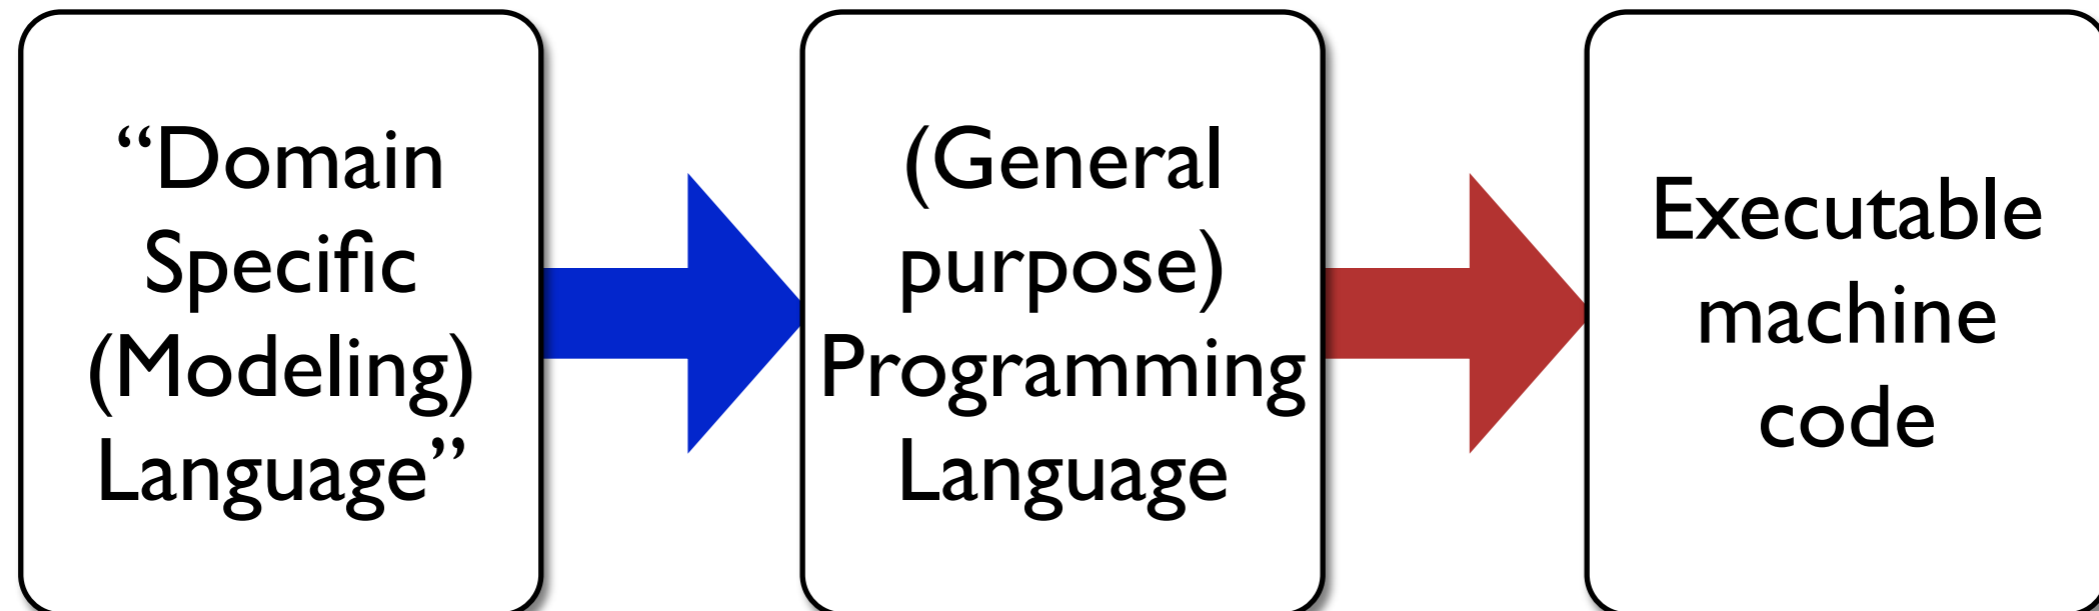 “Domain
Specific
(Modeling)
Language”
(General
purpose)
Programming
Language
Executable
machine
code